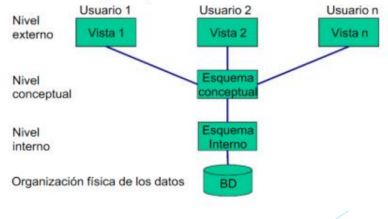 Usuario 1 Usuario 2 Usuario n
Nivel
externo
Vista 1 Vista 2 Vista n
Nivel
conceptual
Esquema
conceptual
Nivel
interno
Esquema
Interno
Organización física de los datos
BD